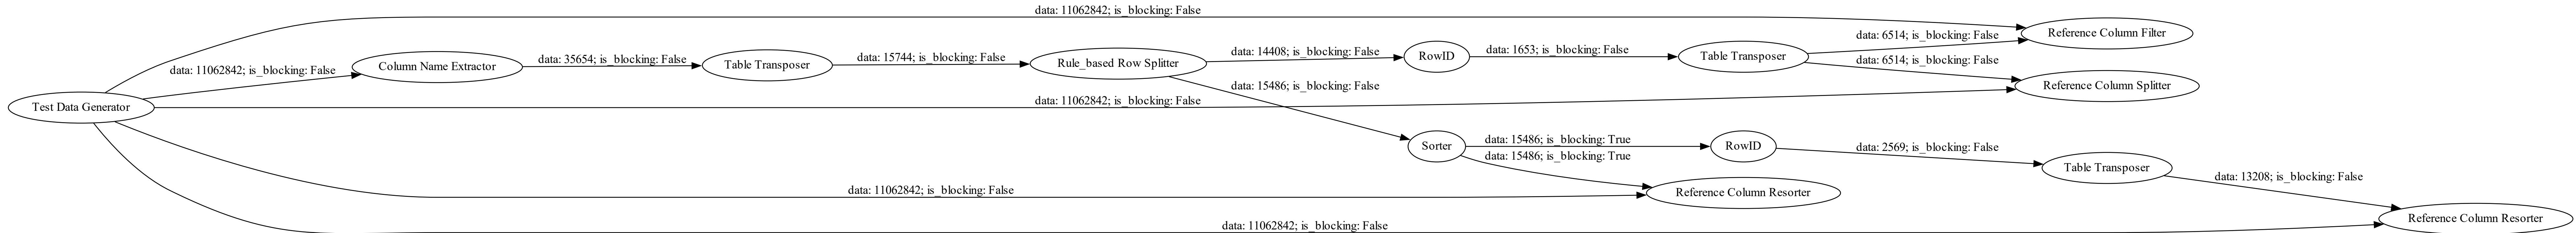 data: 11062842; is_blocking: False
Reference Column Filter
data: 6514; is_blocking: False
data: 14408; is_blocking: False
RowID
data: 1653; is_blocking: False
Table Transposer
data: 11062842; is_blocking: False
Column Name Extractor
data: 35654; is_blocking: False
Table Transposer
data: 15744; is_blocking: False
Rule_based Row Splitter
data: 6514; is_blocking: False
data: 15486; is_blocking: False
Reference Column Splitter
Test Data Generator
data: 11062842; is_blocking: False
Sorter
data: 15486; is_blocking: True
RowID
data: 2569; is_blocking: False
data: 15486; is_blocking: True
Table Transposer
data: 13208; is_blocking: False
data: 11062842; is_blocking: False
Reference Column Resorter
data: 11062842; is_blocking: False
Reference Column Resorter